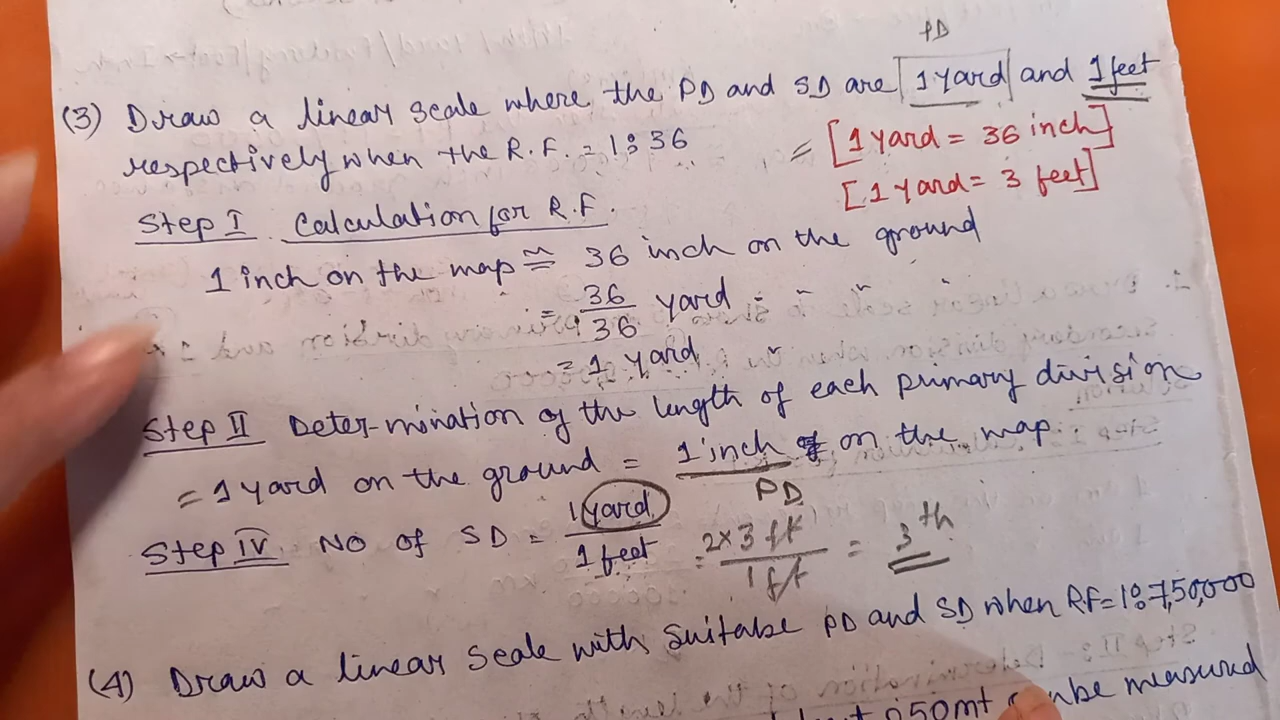 PD
(3) Draw a linear scale where the PD and SD are 1 yard and 1 feet
respectively when the R.F. = 1:36
= [1 yard = 36 inch]
[1 yard = 3 feet]
Step I Calculation for R.F.
1 inch on the map ≅ 36 inch on the ground
= 36/36 yard = " " "
= 1 yard "
Step II Deter-mination of the length of each primary division
= 1 yard on the ground = 1 inch on the map
PD
Step IV No of SD = 1 yard/1 feet = 2x3 ft/1 ft = 3th
(4) Draw a linear scale with suitabe PD and SD when RF=1:7,50,000
50mt measured